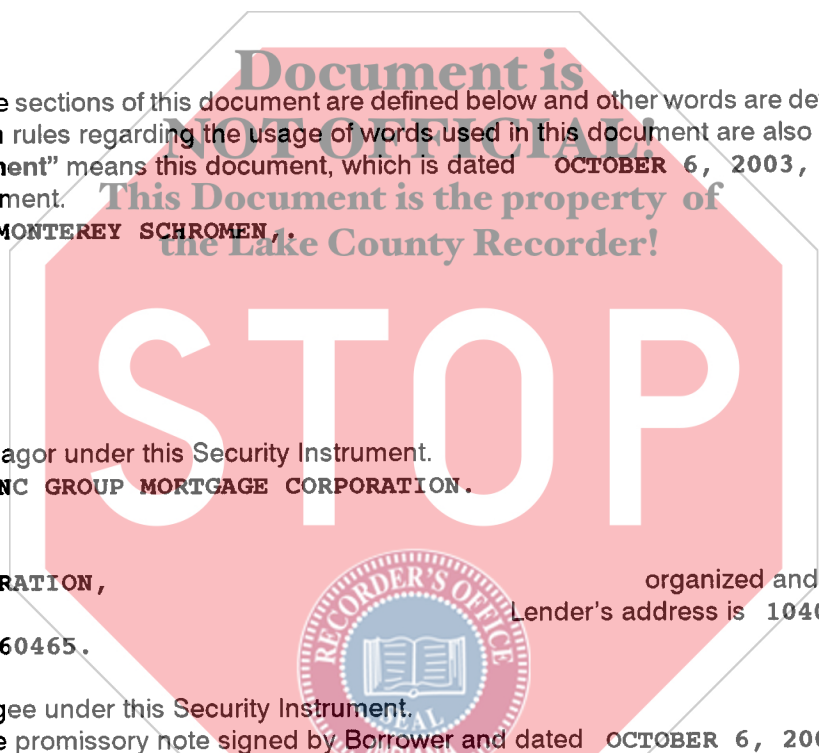 Document is
e sections of this document are defined below and other words are de
rules regarding the usage of words used in this document are also
NOT OFFICIAL!
ment" means this document, which is dated OCTOBER 6, 2003,
ment.
This Document is the property of
MONTEREY SCHROMEN,.
the Lake County Recorder!
STOP
agor under this Security Instrument.
NC GROUP MORTGAGE CORPORATION.
RATION,
organized and
Lender's address is 1040
60465.
RECORDER'S OFFICE
SEAL
gee under this Security Instrument.
e promissory note signed by Borrower and dated OCTOBER 6, 200